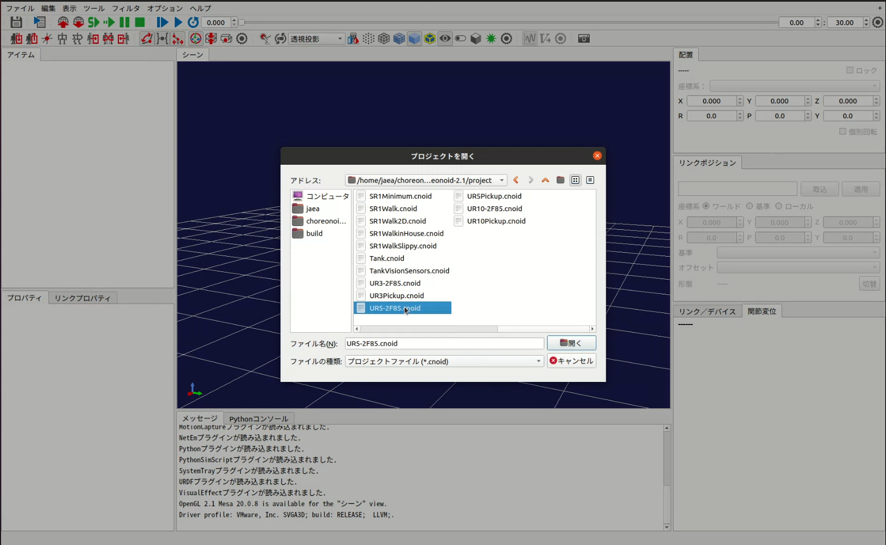 ファイル 編集 表示 ツール フィルタ オプション ヘルプ
0.000
0.00 : 30.00
透視投影
アイテム
シーン
配置
-----
ロック
座標系：
X 0.000 Y 0.000 Z 0.000
R 0.0 P 0.0 Y 0.0
個別回転
リンクポジション
取込 適用
座標系 ワールド 基準 ローカル
X 0.000 Y 0.000 Z 0.000
R 0.0 P 0.0 Y 0.0
基準
オフセット
形態 ---- 切替
リンク／デバイス 関節変位
------
プロパティ リンクプロパティ
プロジェクトを開く
アドレス:
/home/jaea/choreon...eonoid-2.1/project
コンピュータ
jaea
choreonoi...
build
SR1Minimum.cnoid
SR1Walk.cnoid
SR1Walk2D.cnoid
SR1WalkinHouse.cnoid
SR1WalkSlippy.cnoid
Tank.cnoid
TankVisionSensors.cnoid
UR3-2F85.cnoid
UR3Pickup.cnoid
UR5-2F85.cnoid
UR5Pickup.cnoid
UR10-2F85.cnoid
UR10Pickup.cnoid
ファイル名(N): UR5-2F85.cnoid
開く
ファイルの種類: プロジェクトファイル (*.cnoid)
キャンセル
メッセージ Pythonコンソール
MotionCaptureプラグインが読み込まれました.
NetEmプラグインが読み込まれました.
Pythonプラグインが読み込まれました.
PythonSimScriptプラグインが読み込まれました.
SystemTrayプラグインが読み込まれました.
URDFプラグインが読み込まれました.
VisualEffectプラグインが読み込まれました.
OpenGL 2.1 Mesa 20.0.8 is available for the "シーン" view.
Driver profile: VMware, Inc. SVGA3D; build: RELEASE; LLVM;.